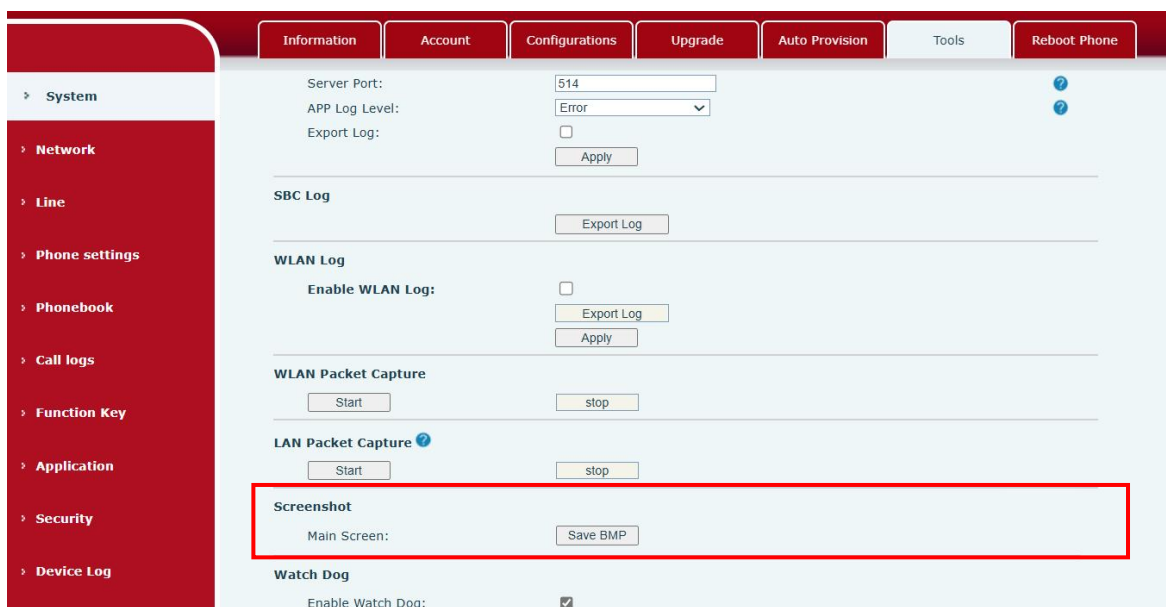 Information Account Configurations Upgrade Auto Provision Tools Reboot Phone
System
Network
Line
Phone settings
Phonebook
Call logs
Function Key
Application
Security
Device Log
Server Port: 514
APP Log Level: Error
Export Log:
Apply
SBC Log
Export Log
WLAN Log
Enable WLAN Log:
Export Log
Apply
WLAN Packet Capture
Start stop
LAN Packet Capture ?
Start stop
Screenshot
Main Screen: Save BMP
Watch Dog
Enable Watch Dog: